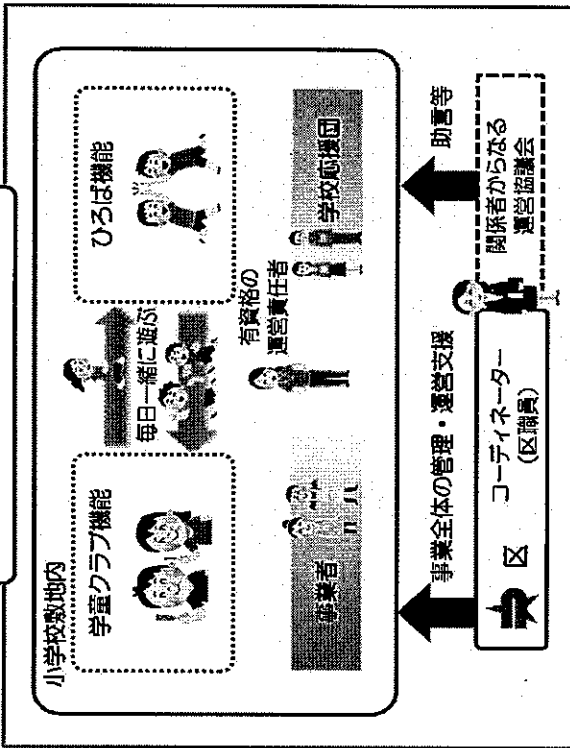 小学校敷地内
学童クラブ機能
毎日一緒に遊ぶ
ひろば機能
事業者
有資格の
運営責任者
学校応援団
事業全体の管理・運営支援
助言等
区
コーディネーター
(区職員)
関係者からなる
運営協議会